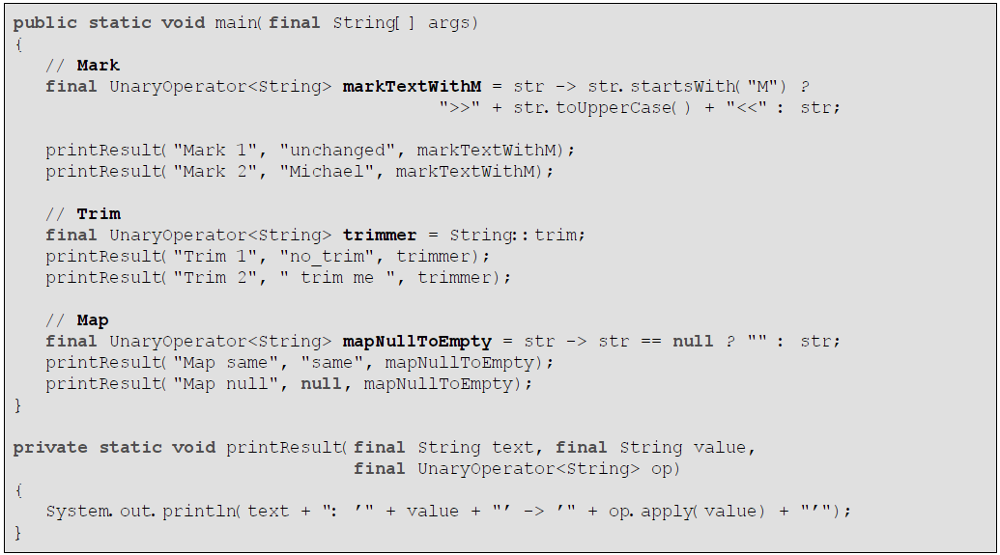 public static void main(final String[] args)
{
   // Mark
   final UnaryOperator<String> markTextWithM = str -> str.startsWith("M") ?
                                        ">>" + str.toUpperCase() + "<<" : str;

   printResult("Mark 1", "unchanged", markTextWithM);
   printResult("Mark 2", "Michael", markTextWithM);

   // Trim
   final UnaryOperator<String> trimmer = String::trim;
   printResult("Trim 1", "no_trim", trimmer);
   printResult("Trim 2", " trim me ", trimmer);

   // Map
   final UnaryOperator<String> mapNullToEmpty = str -> str == null ? "" : str;
   printResult("Map same", "same", mapNullToEmpty);
   printResult("Map null", null, mapNullToEmpty);
}

private static void printResult(final String text, final String value,
                                final UnaryOperator<String> op)
{
   System.out.println(text + ": '" + value + "' -> '" + op.apply(value) + "'");
}